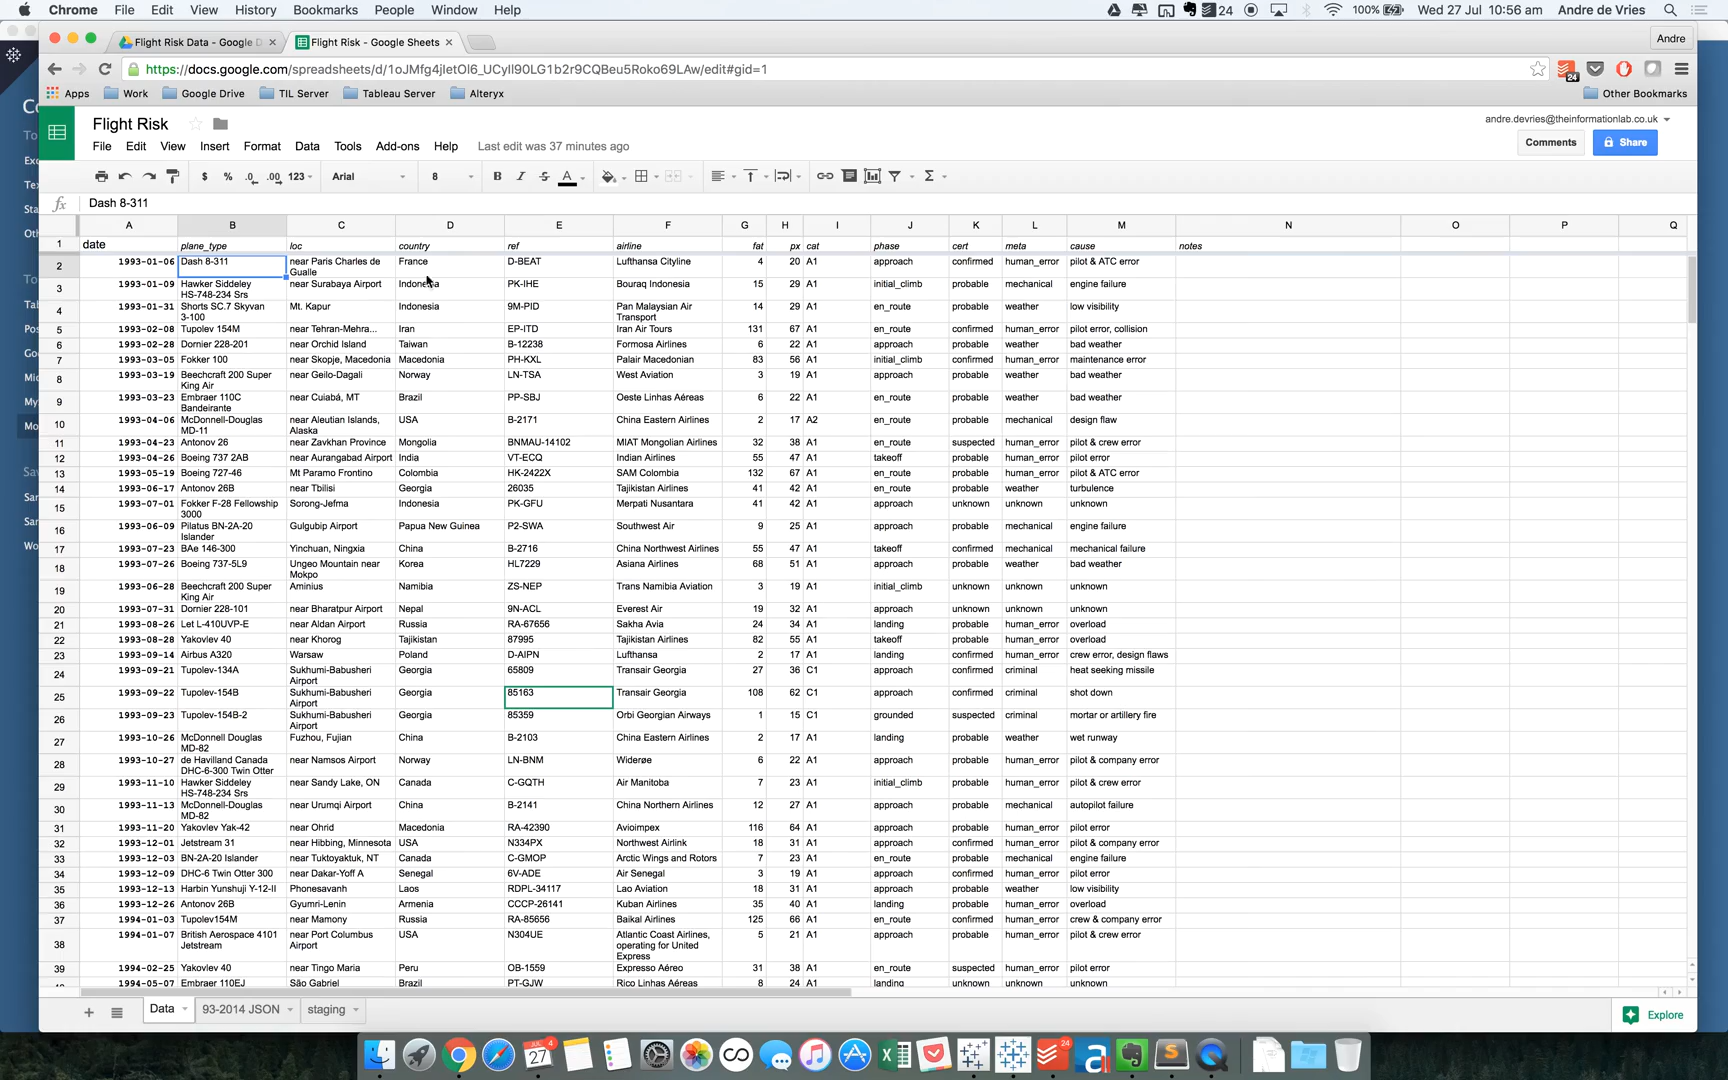 Chrome File Edit View History Bookmarks People Window Help 24 100% Wed 27 Jul 10:56 am Andre de Vries
Flight Risk Data - Google D × Flight Risk - Google Sheets × Andre
https://docs.google.com/spreadsheets/d/
Apps Work Google Drive TIL Server Tableau Server Alteryx Other Bookmarks
Flight Risk andre.devries@theinformationlab.co.uk
File Edit View Insert Format Data Tools Add-ons Help Last edit was 37 minutes ago Comments Share
$ % .0 .00 123 Arial 8 B I S A Σ
fx Dash 8-311
A B C D E F G H I J K L M N O P Q
1 date plane_type loc country ref airline fat px cat phase cert meta cause notes
2 1993-01-06 Dash 8-311 near Paris Charles de Gualle France D-BEAT Lufthansa Cityline 4 20 A1 approach confirmed human_error pilot & ATC error
3 1993-01-09 Hawker Siddeley HS-748-234 Srs near Surabaya Airport Indonesia PK-IHE Bouraq Indonesia 15 29 A1 initial_climb probable mechanical engine failure
4 1993-01-31 Shorts SC.7 Skyvan 3-100 Mt. Kapur Indonesia 9M-PID Pan Malaysian Air Transport 14 29 A1 en_route probable weather low visibility
5 1993-02-08 Tupolev 154M near Tehran-Mehra... Iran EP-ITD Iran Air Tours 131 67 A1 en_route confirmed human_error pilot error, collision
6 1993-02-28 Dornier 228-201 near Orchid Island Taiwan B-12238 Formosa Airlines 6 22 A1 approach probable weather bad weather
7 1993-03-05 Fokker 100 near Skopje, Macedonia Macedonia PH-KXL Palair Macedonian 83 56 A1 initial_climb confirmed human_error maintenance error
8 1993-03-19 Beechcraft 200 Super King Air near Geilo-Dagali Norway LN-TSA West Aviation 3 19 A1 approach probable weather bad weather
9 1993-03-23 Embraer 110C Bandeirante near Cuiabá, MT Brazil PP-SBJ Oeste Linhas Aéreas 6 22 A1 en_route probable weather bad weather
10 1993-04-06 McDonnell-Douglas MD-11 near Aleutian Islands, Alaska USA B-2171 China Eastern Airlines 2 17 A2 en_route probable mechanical design flaw
11 1993-04-23 Antonov 26 near Zavkhan Province Mongolia BNMAU-14102 MIAT Mongolian Airlines 32 38 A1 en_route suspected human_error pilot & crew error
12 1993-04-26 Boeing 737 2AB near Aurangabad Airport India VT-ECQ Indian Airlines 55 47 A1 takeoff probable human_error pilot error
13 1993-05-19 Boeing 727-46 Mt Paramo Frontino Colombia HK-2422X SAM Colombia 132 67 A1 en_route probable human_error pilot & ATC error
14 1993-06-17 Antonov 26B near Tbilisi Georgia 26035 Tajikistan Airlines 41 42 A1 en_route probable weather turbulence
15 1993-07-01 Fokker F-28 Fellowship 3000 Sorong-Jefma Indonesia PK-GFU Merpati Nusantara 41 42 A1 approach unknown unknown unknown
16 1993-06-09 Pilatus BN-2A-20 Islander Gulgubip Airport Papua New Guinea P2-SWA Southwest Air 9 25 A1 approach probable mechanical engine failure
17 1993-07-23 BAe 146-300 Yinchuan, Ningxia China B-2716 China Northwest Airlines 55 47 A1 takeoff confirmed mechanical mechanical failure
18 1993-07-26 Boeing 737-5L9 Ungeo Mountain near Mokpo Korea HL7229 Asiana Airlines 68 51 A1 approach probable weather bad weather
19 1993-06-28 Beechcraft 200 Super King Air Aminius Namibia ZS-NEP Trans Namibia Aviation 3 19 A1 initial_climb unknown unknown unknown
20 1993-07-31 Dornier 228-101 near Bharatpur Airport Nepal 9N-ACL Everest Air 19 32 A1 approach unknown unknown unknown
21 1993-08-26 Let L-410UVP-E near Aldan Airport Russia RA-67656 Sakha Avia 24 34 A1 landing probable human_error overload
22 1993-08-28 Yakovlev 40 near Khorog Tajikistan 87995 Tajikistan Airlines 82 55 A1 takeoff probable human_error overload
23 1993-09-14 Airbus A320 Warsaw Poland D-AIPN Lufthansa 2 17 A1 landing confirmed human_error crew error, design flaws
24 1993-09-21 Tupolev-134A Sukhumi-Babusheri Airport Georgia 65809 Transair Georgia 27 36 C1 approach confirmed criminal heat seeking missile
25 1993-09-22 Tupolev-154B Sukhumi-Babusheri Airport Georgia 85163 Transair Georgia 108 62 C1 approach confirmed criminal shot down
26 1993-09-23 Tupolev-154B-2 Sukhumi-Babusheri Airport Georgia 85359 Orbi Georgian Airways 1 15 C1 grounded suspected criminal mortar or artillery fire
27 1993-10-26 McDonnell Douglas MD-82 Fuzhou, Fujian China B-2103 China Eastern Airlines 2 17 A1 landing probable weather wet runway
28 1993-10-27 de Havilland Canada DHC-6-300 Twin Otter near Namsos Airport Norway LN-BNM Widerøe 6 22 A1 approach probable human_error pilot & company error
29 1993-11-10 Hawker Siddeley HS-748-234 Srs near Sandy Lake, ON Canada C-GQTH Air Manitoba 7 23 A1 initial_climb probable human_error pilot & crew error
30 1993-11-13 McDonnell-Douglas MD-82 near Urumqi Airport China B-2141 China Northern Airlines 12 27 A1 approach probable mechanical autopilot failure
31 1993-11-20 Yakovlev Yak-42 near Ohrid Macedonia RA-42390 Avioimpex 116 64 A1 approach probable human_error pilot error
32 1993-12-01 Jetstream 31 near Hibbing, Minnesota USA N334PX Northwest Airlink 18 31 A1 approach probable human_error pilot & company error
33 1993-12-03 BN-2A-20 Islander near Tuktoyaktuk, NT Canada C-GMOP Arctic Wings and Rotors 7 23 A1 en_route probable mechanical engine failure
34 1993-12-09 DHC-6 Twin Otter 300 near Dakar-Yoff A Senegal 6V-ADE Air Senegal 3 19 A1 approach confirmed human_error pilot error
35 1993-12-13 Harbin Yunshuji Y-12-II Phonesavanh Laos RDPL-34117 Lao Aviation 18 31 A1 approach probable weather low visibility
36 1993-12-26 Antonov 26B Gyumri-Lenin Armenia CCCP-26141 Kuban Airlines 35 40 A1 landing probable human_error overload
37 1994-01-03 Tupolev154M near Mamony Russia RA-85656 Baikal Airlines 125 66 A1 en_route confirmed human_error crew & company error
38 1994-01-07 British Aerospace 4101 Jetstream near Port Columbus Airport USA N304UE Atlantic Coast Airlines, operating for United Express 5 21 A1 approach probable human_error pilot & crew error
39 1994-02-25 Yakovlev 40 near Tingo Maria Peru OB-1559 Expresso Aéreo 31 38 A1 en_route suspected human_error pilot error
1994-05-07 Embraer 110EJ São Gabriel Brazil PT-GJW Rico Linhas Aéreas 8 24 A1 landing unknown unknown unknown
Data 93-2014 JSON staging Explore